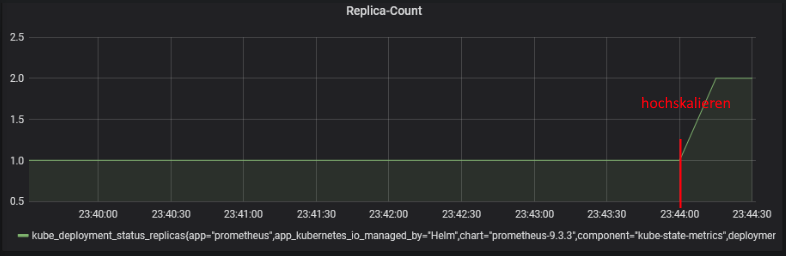 Replica-Count
2.5
2.0
hochskalieren
1.5
1.0
0.5
23:40:00 23:40:30 23:41:00 23:41:30 23:42:00 23:42:30 23:43:00 23:43:30 23:44:00 23:44:30
kube_deployment_status_replicas{app="prometheus",app_kubernetes_io_managed_by="Helm",chart="prometheus-9.3.3",component="kube-state-metrics",deploymer